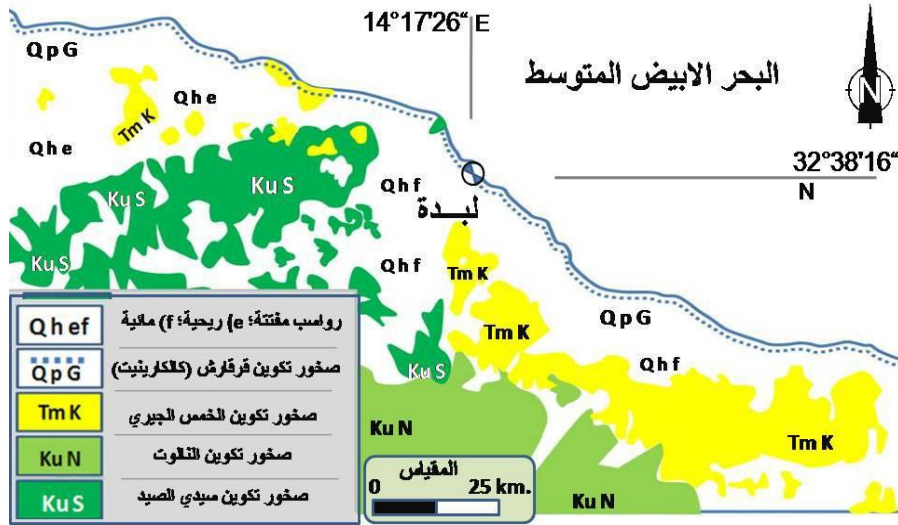 14°17'26“ E
QpG
البحر الابيض المتوسط
N
Qhe
Tm K
Qhe
32°38'16“
N
Ku S
Ku S
Qhf
لبـدة
Ku S
Qhf
Tm K
QpG
Tm K
Qhf
Ku S
Tm K
Ku N
Ku N
Qhef رواسب مفتتة؛ e) ريحية؛ f) مائية
QpG صخور تكوين قرقارش (كالكارينيت)
Tm K صخور تكوين الخمس الجيري
Ku N صخور تكوين النالوت
Ku S صخور تكوين سيدي الصيد
المقياس
0 25 km.